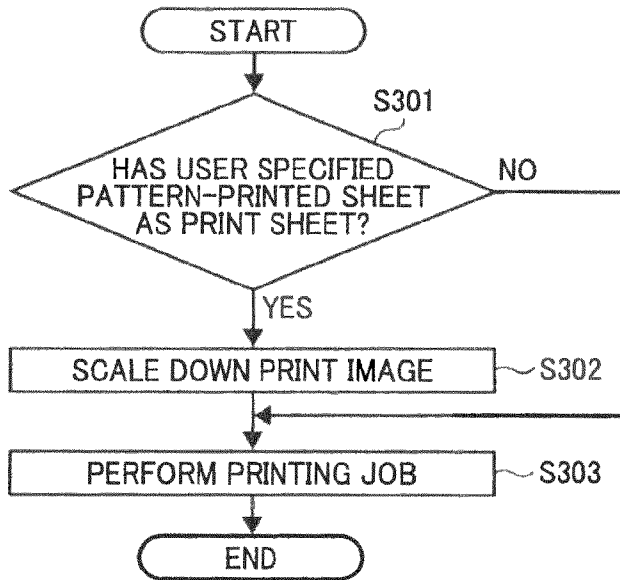 START
S301
HAS USER SPECIFIED
PATTERN-PRINTED SHEET
AS PRINT SHEET?
NO
YES
SCALE DOWN PRINT IMAGE
S302
PERFORM PRINTING JOB
S303
END